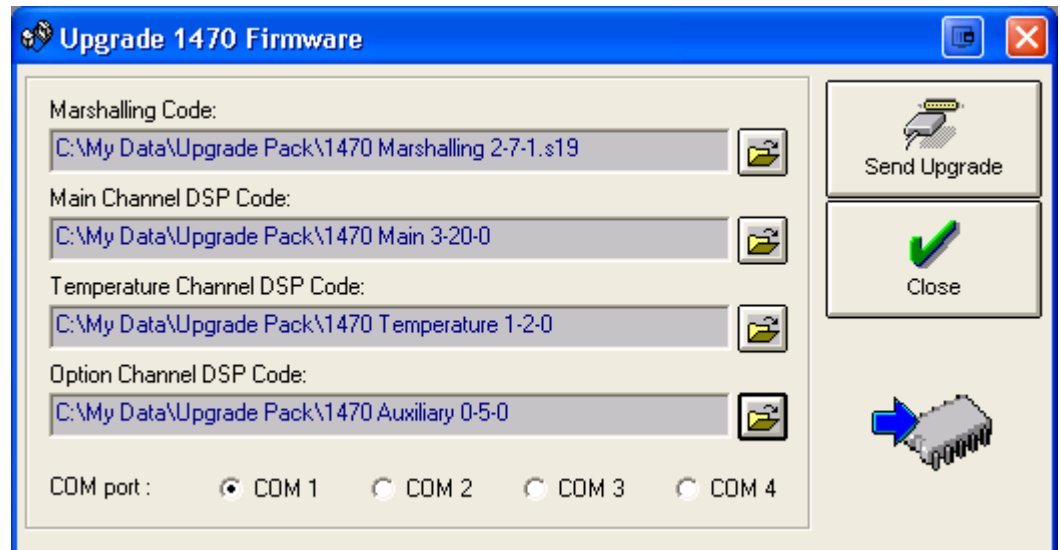 Upgrade 1470 Firmware
Marshalling Code:
C:\My Data\Upgrade Pack\1470 Marshalling 2-7-1.s19
Send Upgrade
Main Channel DSP Code:
C:\My Data\Upgrade Pack\1470 Main 3-20-0
Temperature Channel DSP Code:
Close
C:\My Data\Upgrade Pack\1470 Temperature 1-2-0
Option Channel DSP Code:
C:\My Data\Upgrade Pack\1470 Auxiliary 0-5-0
COM port : COM 1 COM 2 COM 3 COM 4